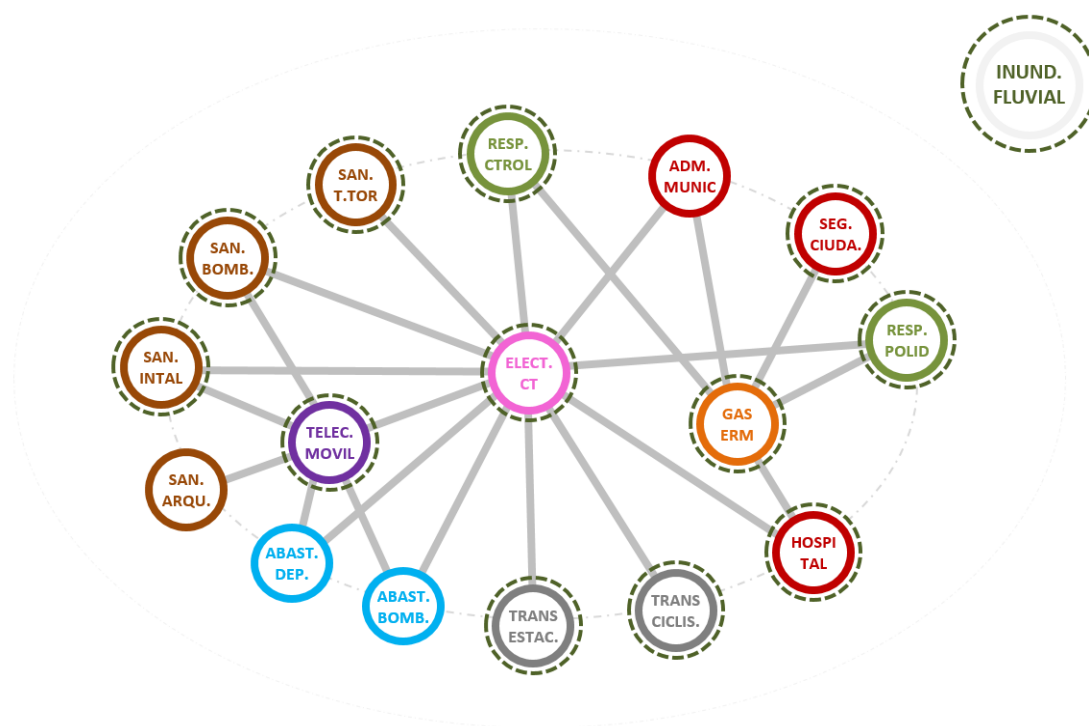 INUND.
FLUVIAL
RESP.
CTROL
ADM.
MUNIC
SAN.
T.TOR
SEG.
CIUDA.
SAN.
BOMB.
RESP.
POLID
SAN.
INTAL
ELECT.
CT
GAS
ERM
TELEC.
MOVIL
SAN.
ARQU.
HOSPI
TAL
ABAST.
DEP.
ABAST.
BOMB.
TRANS
ESTAC.
TRANS
CICLIS.